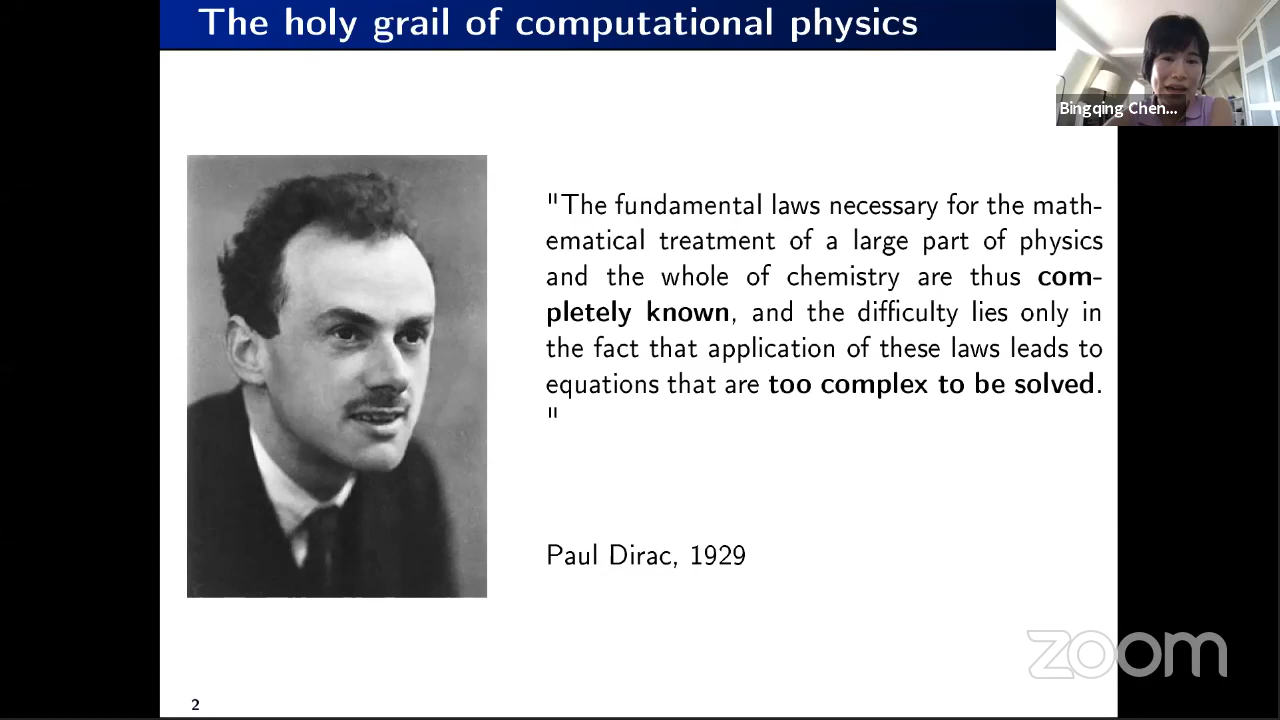 The holy grail of computational physics
Bingqing Chen...
"The fundamental laws necessary for the math-
ematical treatment of a large part of physics
and the whole of chemistry are thus com-
pletely known, and the difficulty lies only in
the fact that application of these laws leads to
equations that are too complex to be solved.
"
Paul Dirac, 1929
zoom
2